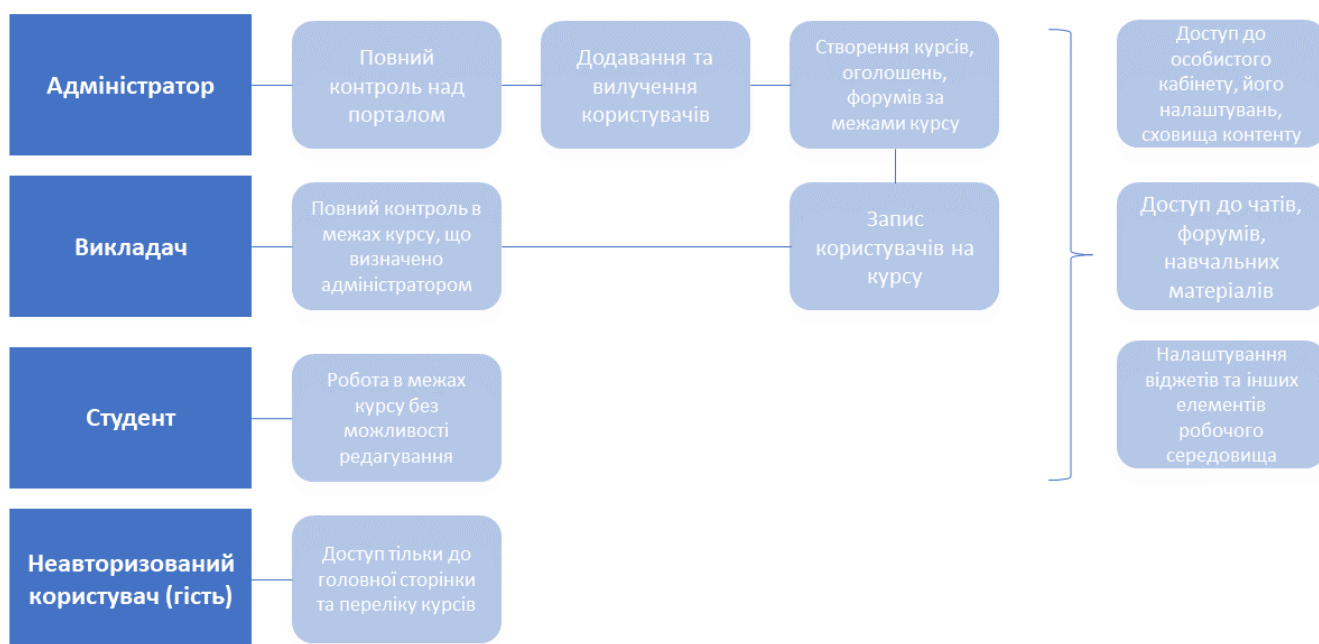 Адміністратор
Повний
контроль над
порталом
Додавання та
вилучення
користувачів
Створення курсів,
оголошень,
форумів за
межами курсу
Доступ до
особистого
кабінету, його
налаштувань,
сховища контенту
Викладач
Повний контроль в
межах курсу, що
визначено
адміністратором
Запис
користувачів на
курсу
Доступ до чатів,
форумів,
навчальних
матеріалів
Студент
Робота в межах
курсу без
можливості
редагування
Налаштування
віджетів та інших
елементів
робочого
середовища
Неавторизований
користувач (гість)
Доступ тільки до
головної сторінки
та переліку курсів